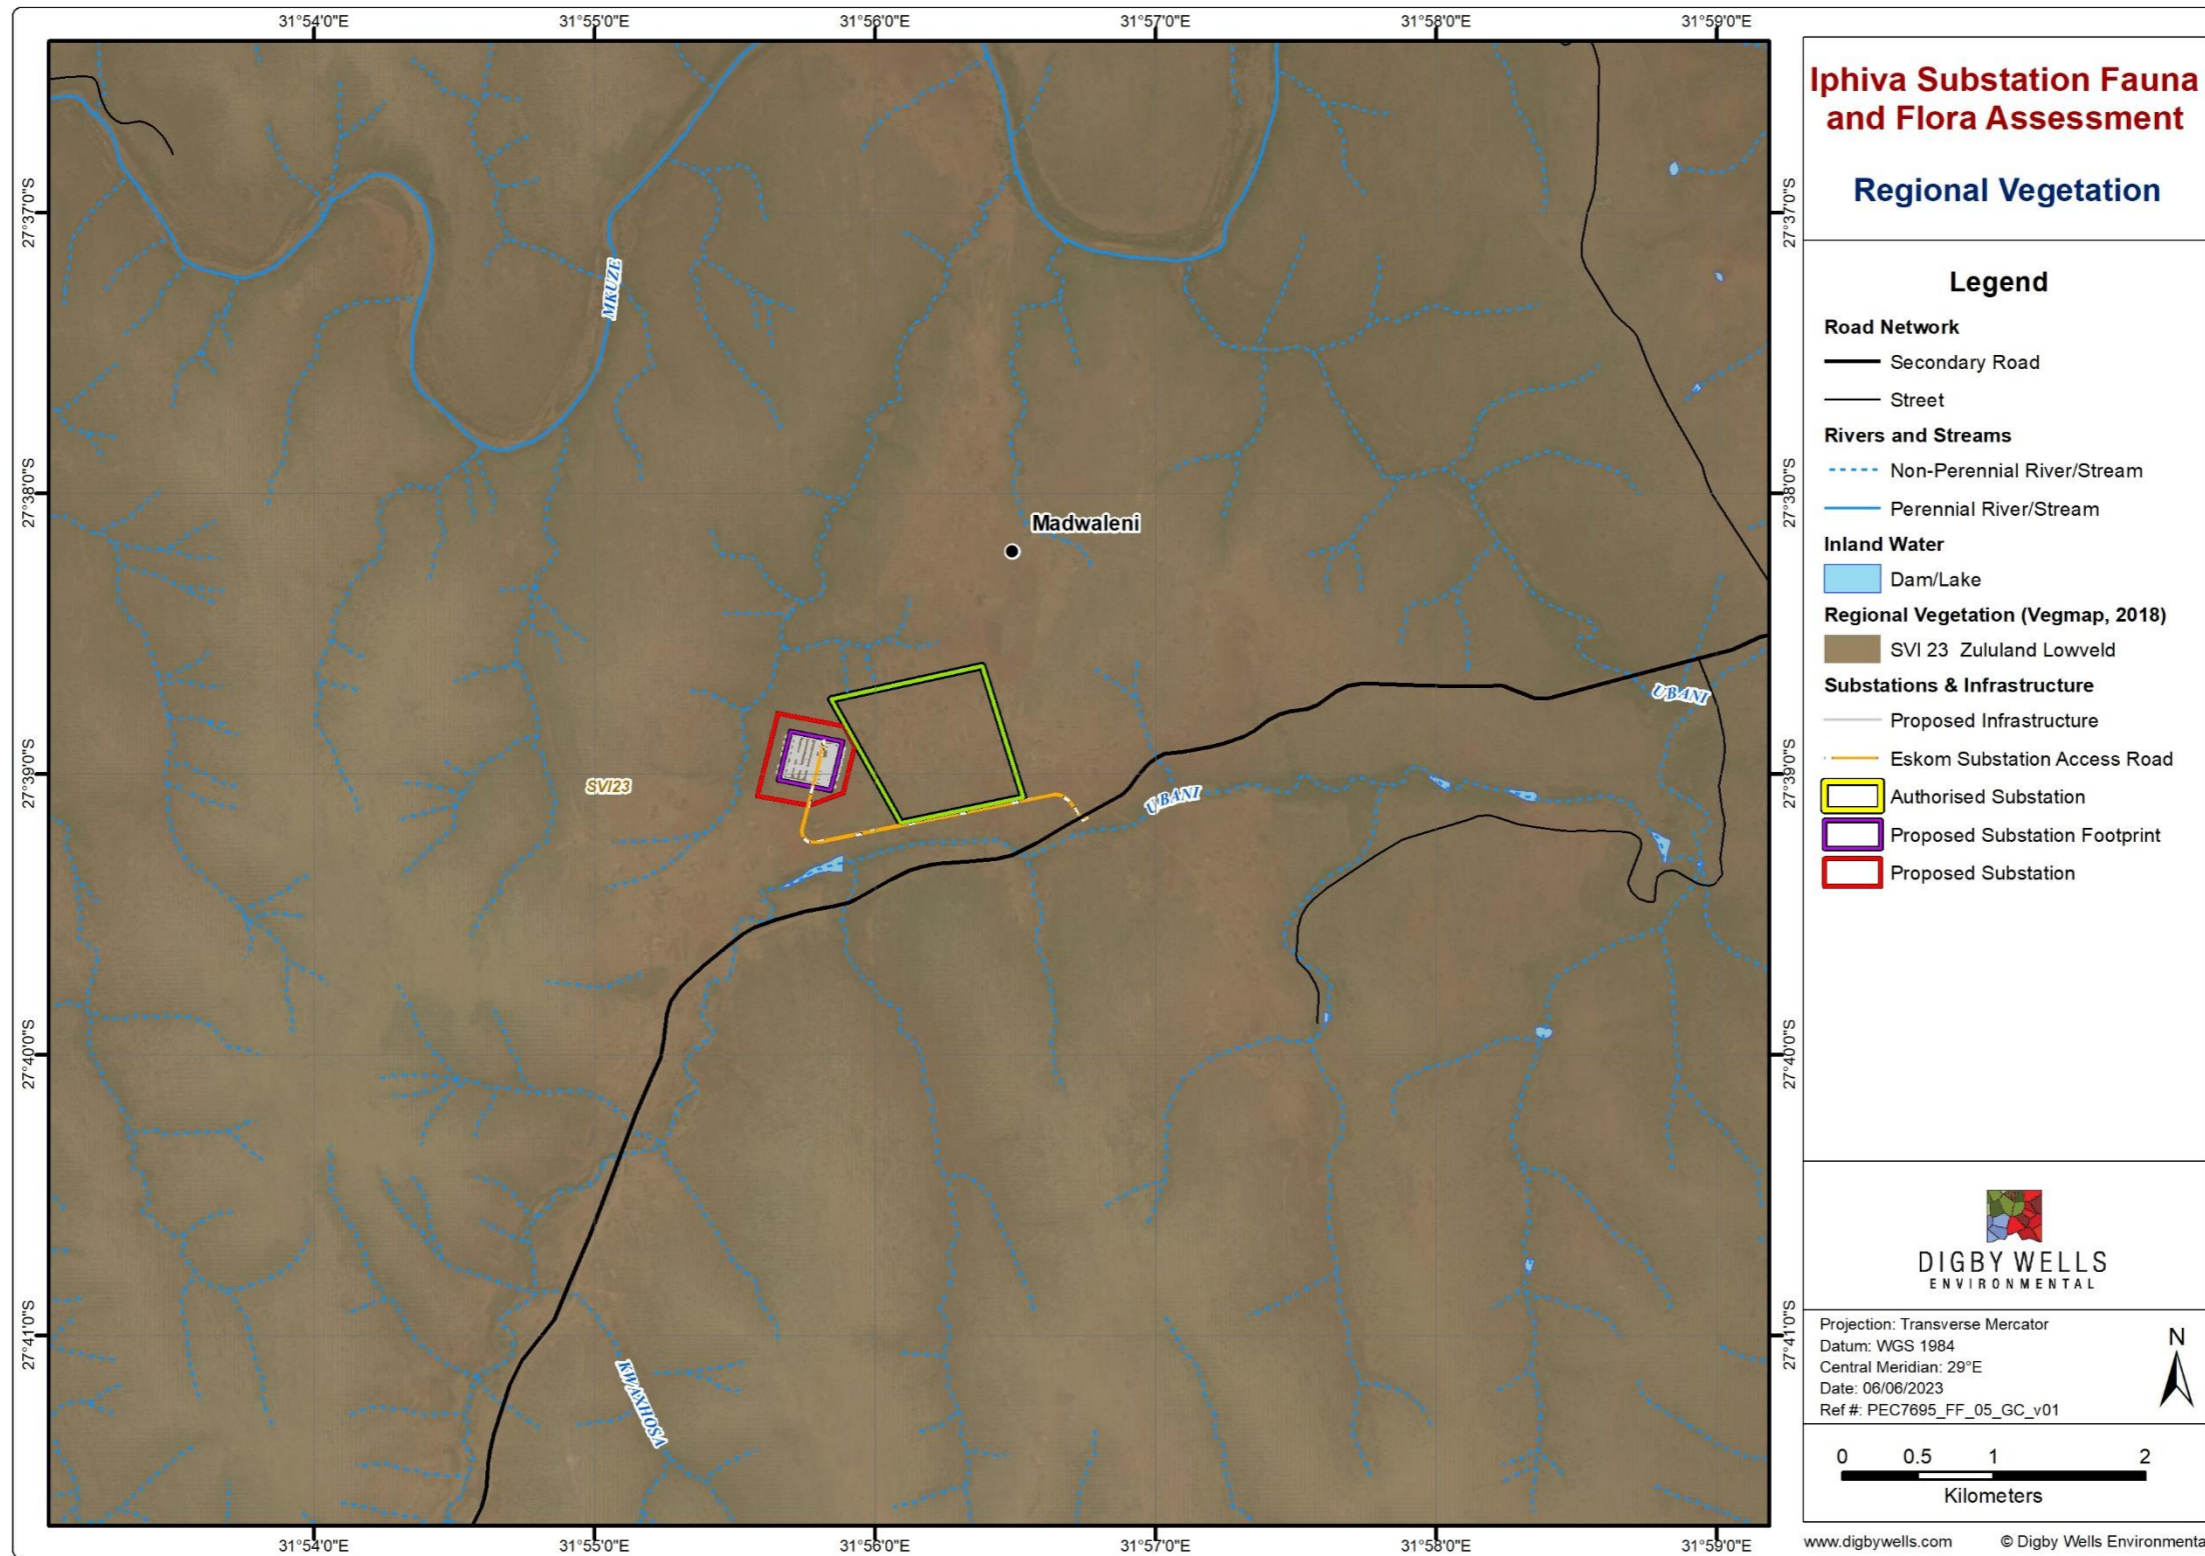 31°54'0"E
31°55'0"E
31°56'0"E
31°57'0"E
31°58'0"E
31°59'0"E
27°37'0"S
27°38'0"S
27°39'0"S
27°40'0"S
27°41'0"S
MKUZE
Madwaleni
SVI23
UBANI
UBANI
KWAXHOSA
27°37'0"S
27°38'0"S
27°39'0"S
27°40'0"S
27°41'0"S
31°54'0"E
31°55'0"E
31°56'0"E
31°57'0"E
31°58'0"E
31°59'0"E
Iphiva Substation Fauna
and Flora Assessment
Regional Vegetation
Legend
Road Network
Secondary Road
Street
Rivers and Streams
Non-Perennial River/Stream
Perennial River/Stream
Inland Water
Dam/Lake
Regional Vegetation (Vegmap, 2018)
SVI 23 Zululand Lowveld
Substations & Infrastructure
Proposed Infrastructure
Eskom Substation Access Road
Authorised Substation
Proposed Substation Footprint
Proposed Substation
DIGBY WELLS
ENVIRONMENTAL
Projection: Transverse Mercator
Datum: WGS 1984
Central Meridian: 29°E
Date: 06/06/2023
Ref #: PEC7695_FF_05_GC_v01
N
0 0.5 1 2
Kilometers
www.digbywells.com © Digby Wells Environmenta